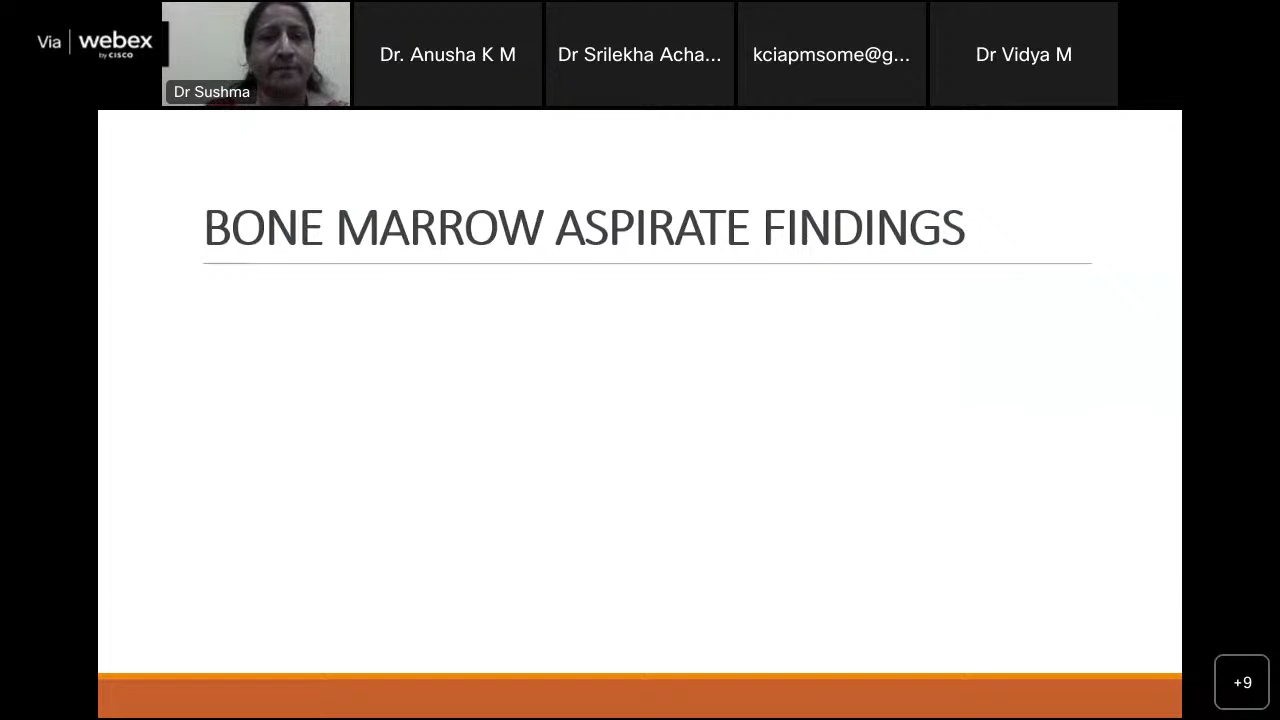 Via webex
by CISCO
Dr Sushma
Dr. Anusha K M
Dr Srilekha Acha...
kciapmsome@g...
Dr Vidya M
BONE MARROW ASPIRATE FINDINGS
+9